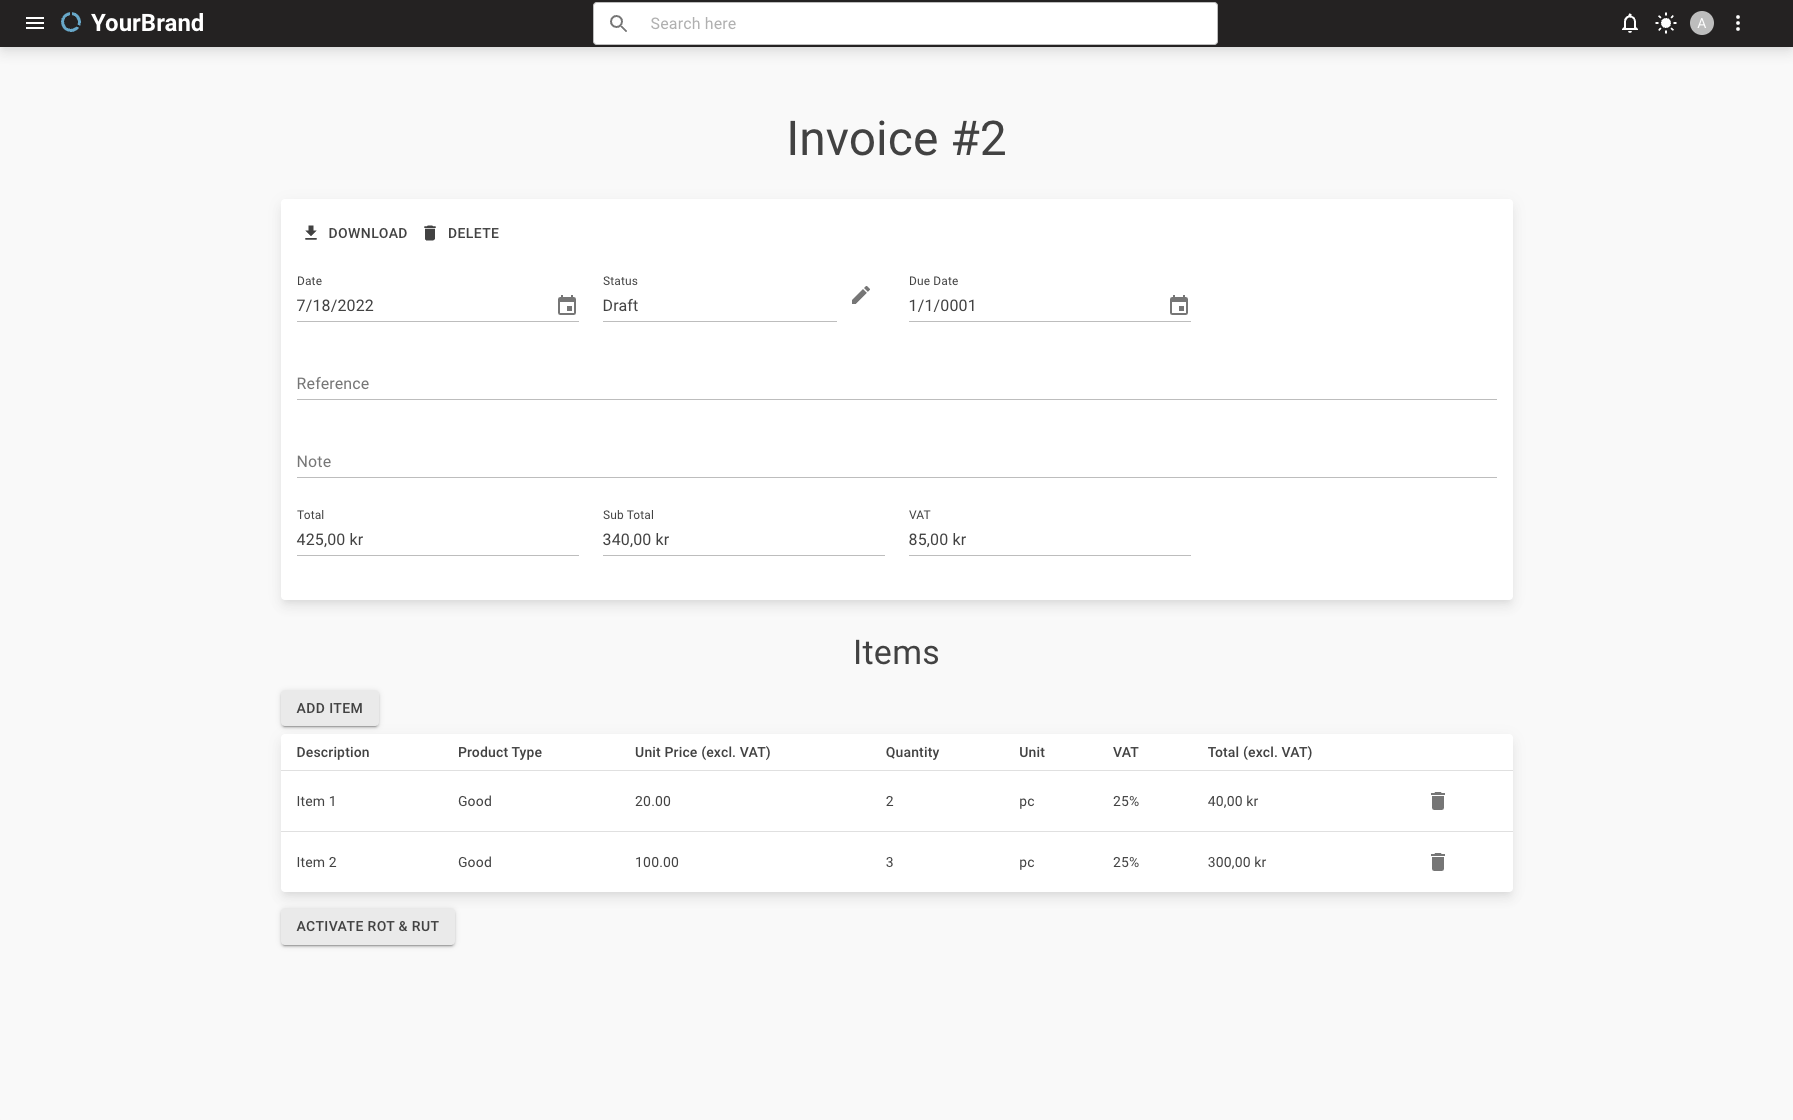 YourBrand
Search here
A
Invoice #2
DOWNLOAD DELETE
Date Status Due Date
7/18/2022 Draft 1/1/0001
Reference
Note
Total Sub Total VAT
425,00 kr 340,00 kr 85,00 kr
Items
ADD ITEM
Description Product Type Unit Price (excl. VAT) Quantity Unit VAT Total (excl. VAT)
Item 1 Good 20.00 2 pc 25% 40,00 kr
Item 2 Good 100.00 3 pc 25% 300,00 kr
ACTIVATE ROT & RUT